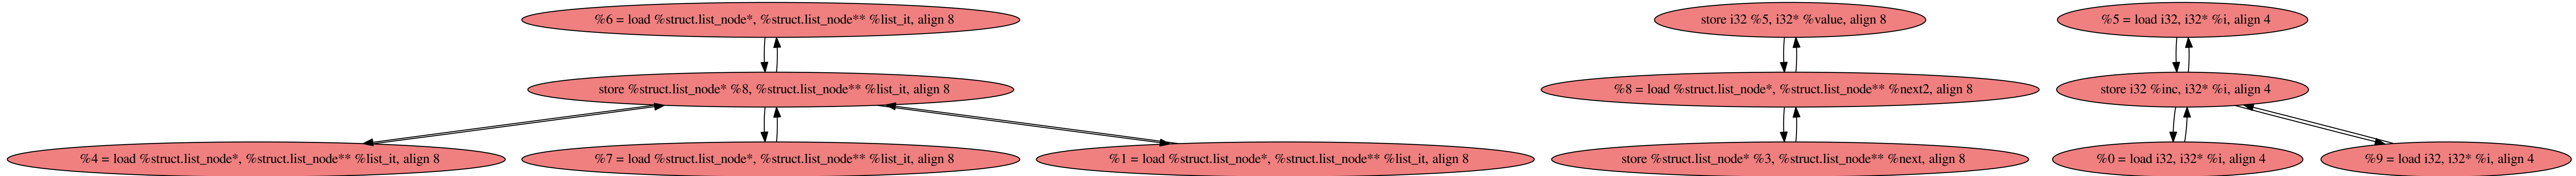 %6 = load %struct.list_node*, %struct.list_node** %list_it, align 8
store i32 %5, i32* %value, align 8
%5 = load i32, i32* %i, align 4
store %struct.list_node* %8, %struct.list_node** %list_it, align 8
%8 = load %struct.list_node*, %struct.list_node** %next2, align 8
store i32 %inc, i32* %i, align 4
%4 = load %struct.list_node*, %struct.list_node** %list_it, align 8
%7 = load %struct.list_node*, %struct.list_node** %list_it, align 8
%1 = load %struct.list_node*, %struct.list_node** %list_it, align 8
store %struct.list_node* %3, %struct.list_node** %next, align 8
%0 = load i32, i32* %i, align 4
%9 = load i32, i32* %i, align 4